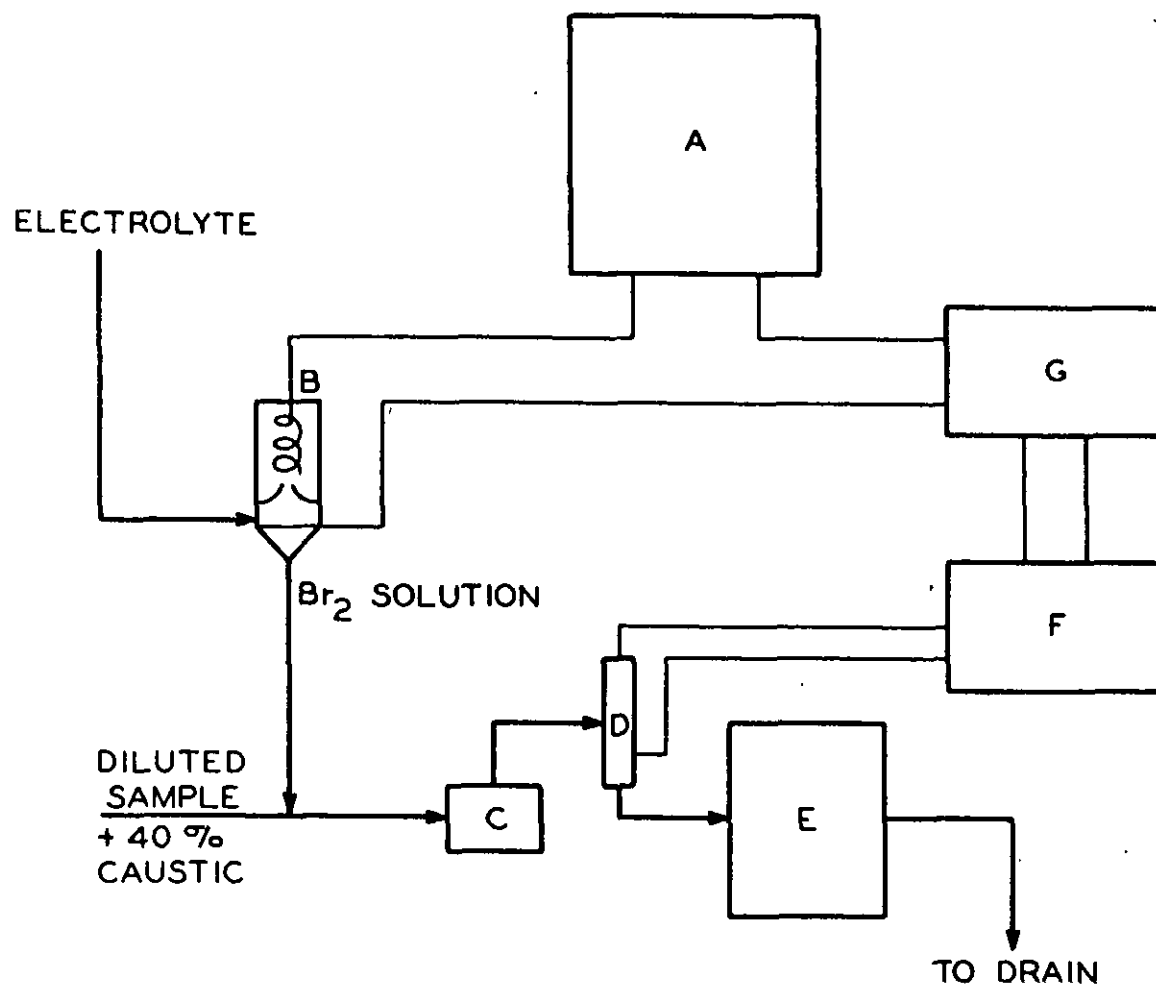 A
ELECTROLYTE
G
B
Br2 SOLUTION
F
D
DILUTED
SAMPLE
+ 40 %
CAUSTIC
C
E
TO DRAIN